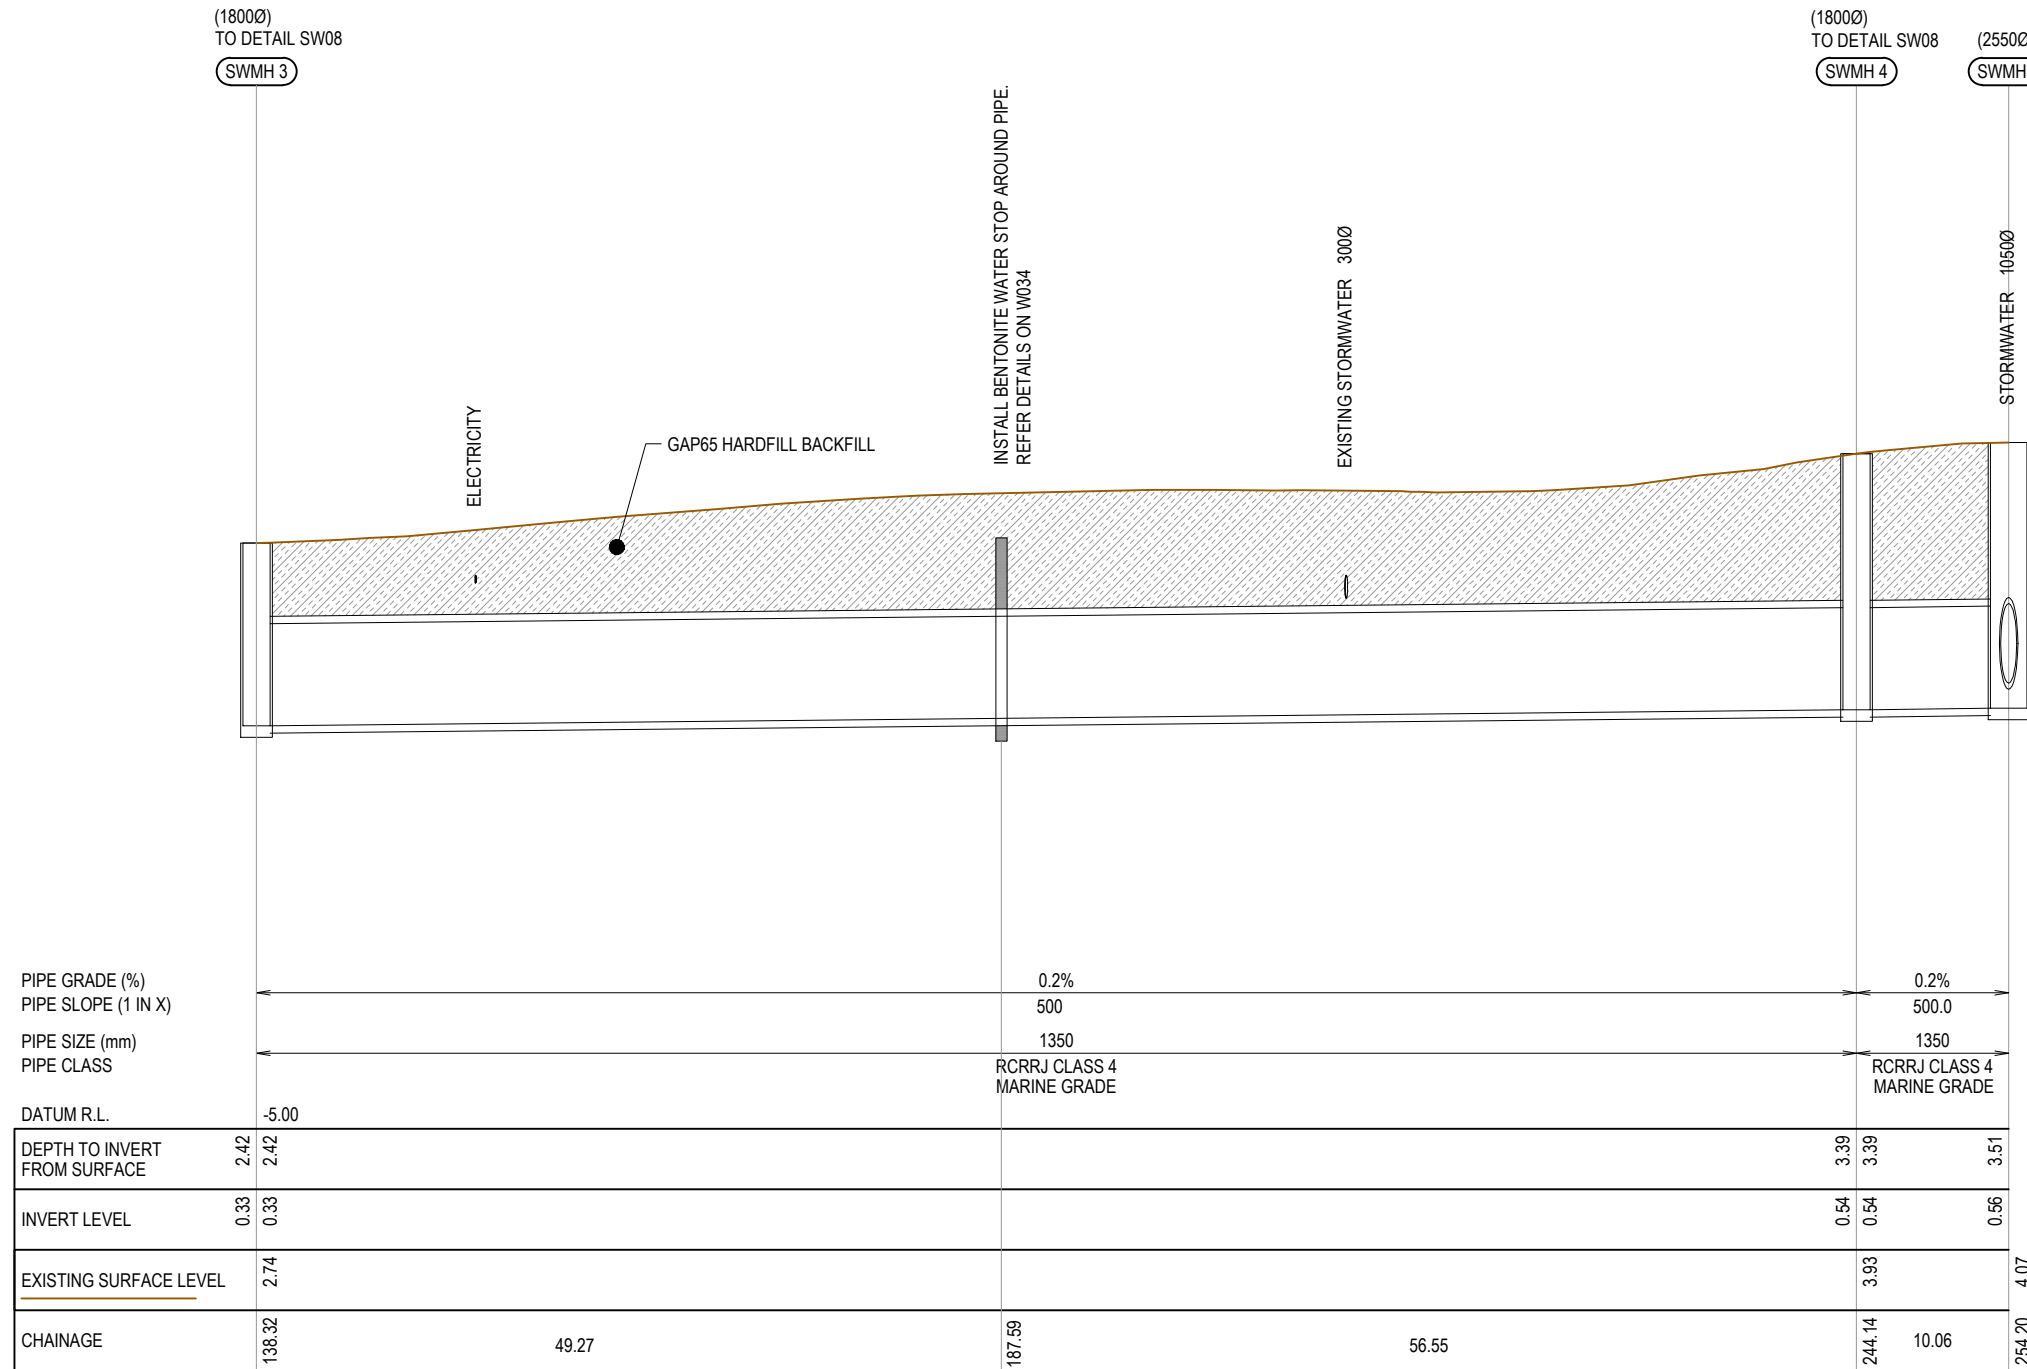 (1800Ø)
TO DETAIL SW08
SWMH 3
(1800Ø)
TO DETAIL SW08
SWMH 4
(2550Ø
SWMH
ELECTRICITY
GAP65 HARDFILL BACKFILL
INSTALL BENTONITE WATER STOP AROUND PIPE.
REFER DETAILS ON W034
EXISTING STORMWATER 300Ø
STORMWATER 1050Ø
PIPE GRADE (%) 0.2% 0.2%
PIPE SLOPE (1 IN X) 500 500.0
PIPE SIZE (mm) 1350 1350
PIPE CLASS RCRRJ CLASS 4 RCRRJ CLASS 4
MARINE GRADE MARINE GRADE
DATUM R.L. -5.00
DEPTH TO INVERT
FROM SURFACE
2.42 2.42 3.39 3.39 3.51
INVERT LEVEL 0.33 0.33 0.54 0.54 0.56
EXISTING SURFACE LEVEL 2.74 3.93 4.07
CHAINAGE 138.32 49.27 187.59 56.55 244.14 10.06 254.20